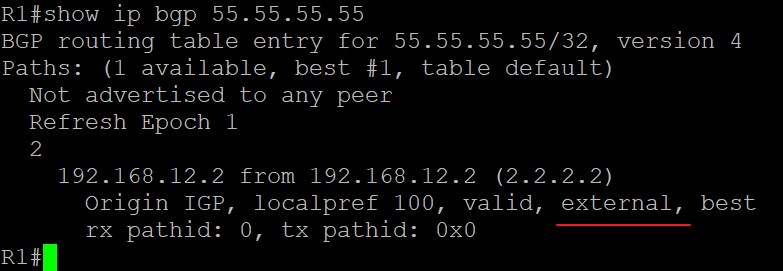 R1#show ip bgp 55.55.55.55
BGP routing table entry for 55.55.55.55/32, version 4
Paths: (1 available, best #1, table default)
  Not advertised to any peer
  Refresh Epoch 1
  2
    192.168.12.2 from 192.168.12.2 (2.2.2.2)
      Origin IGP, localpref 100, valid, external, best
      rx pathid: 0, tx pathid: 0x0
R1#